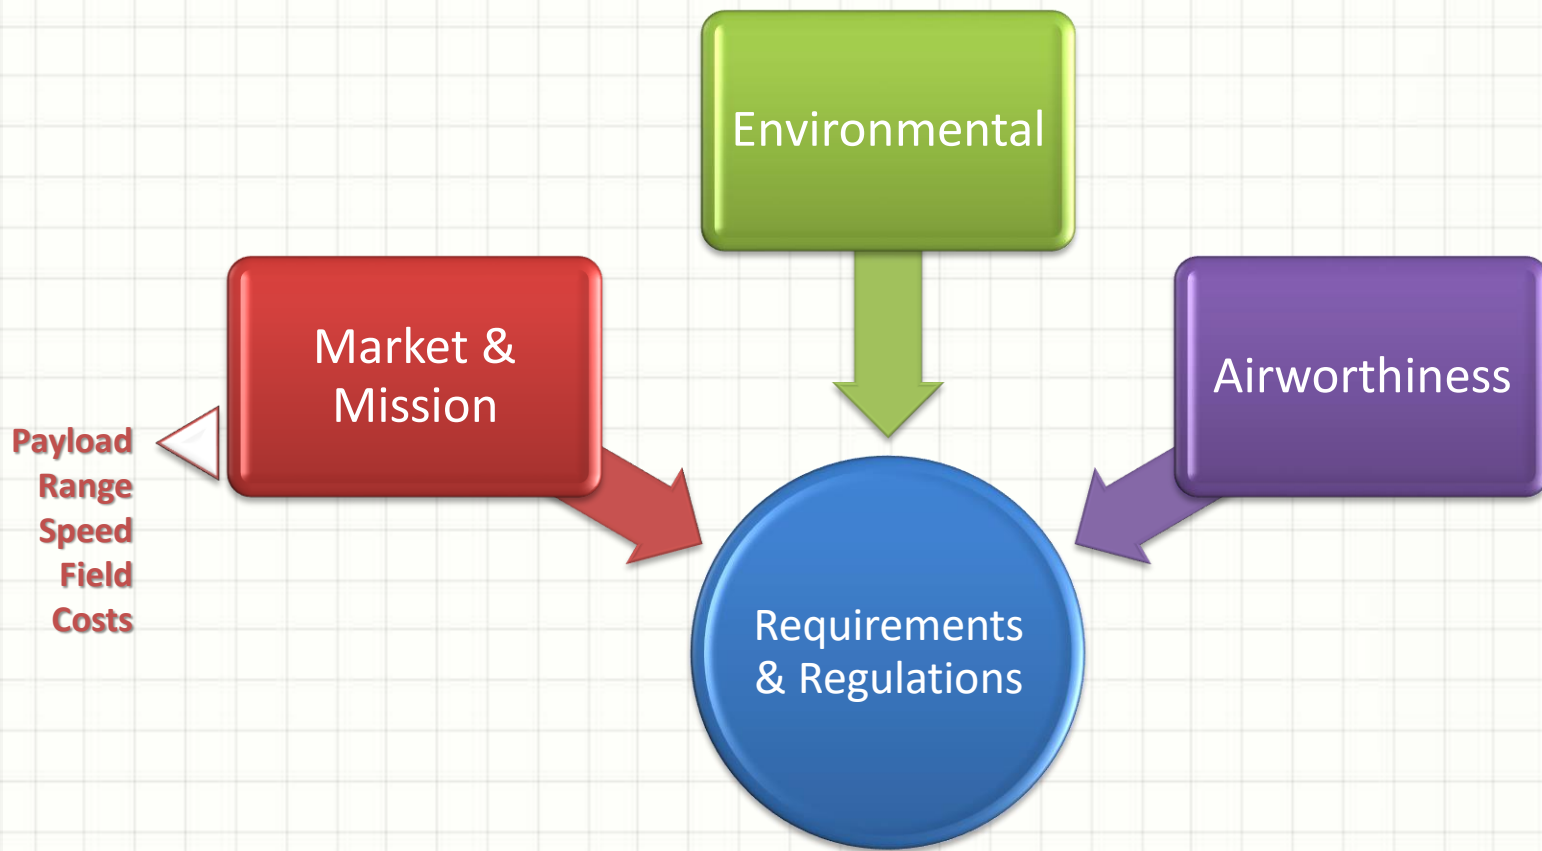 Environmental
Market &
Mission
Airworthiness
Payload
Range
Speed
Field
Costs
Requirements
& Regulations